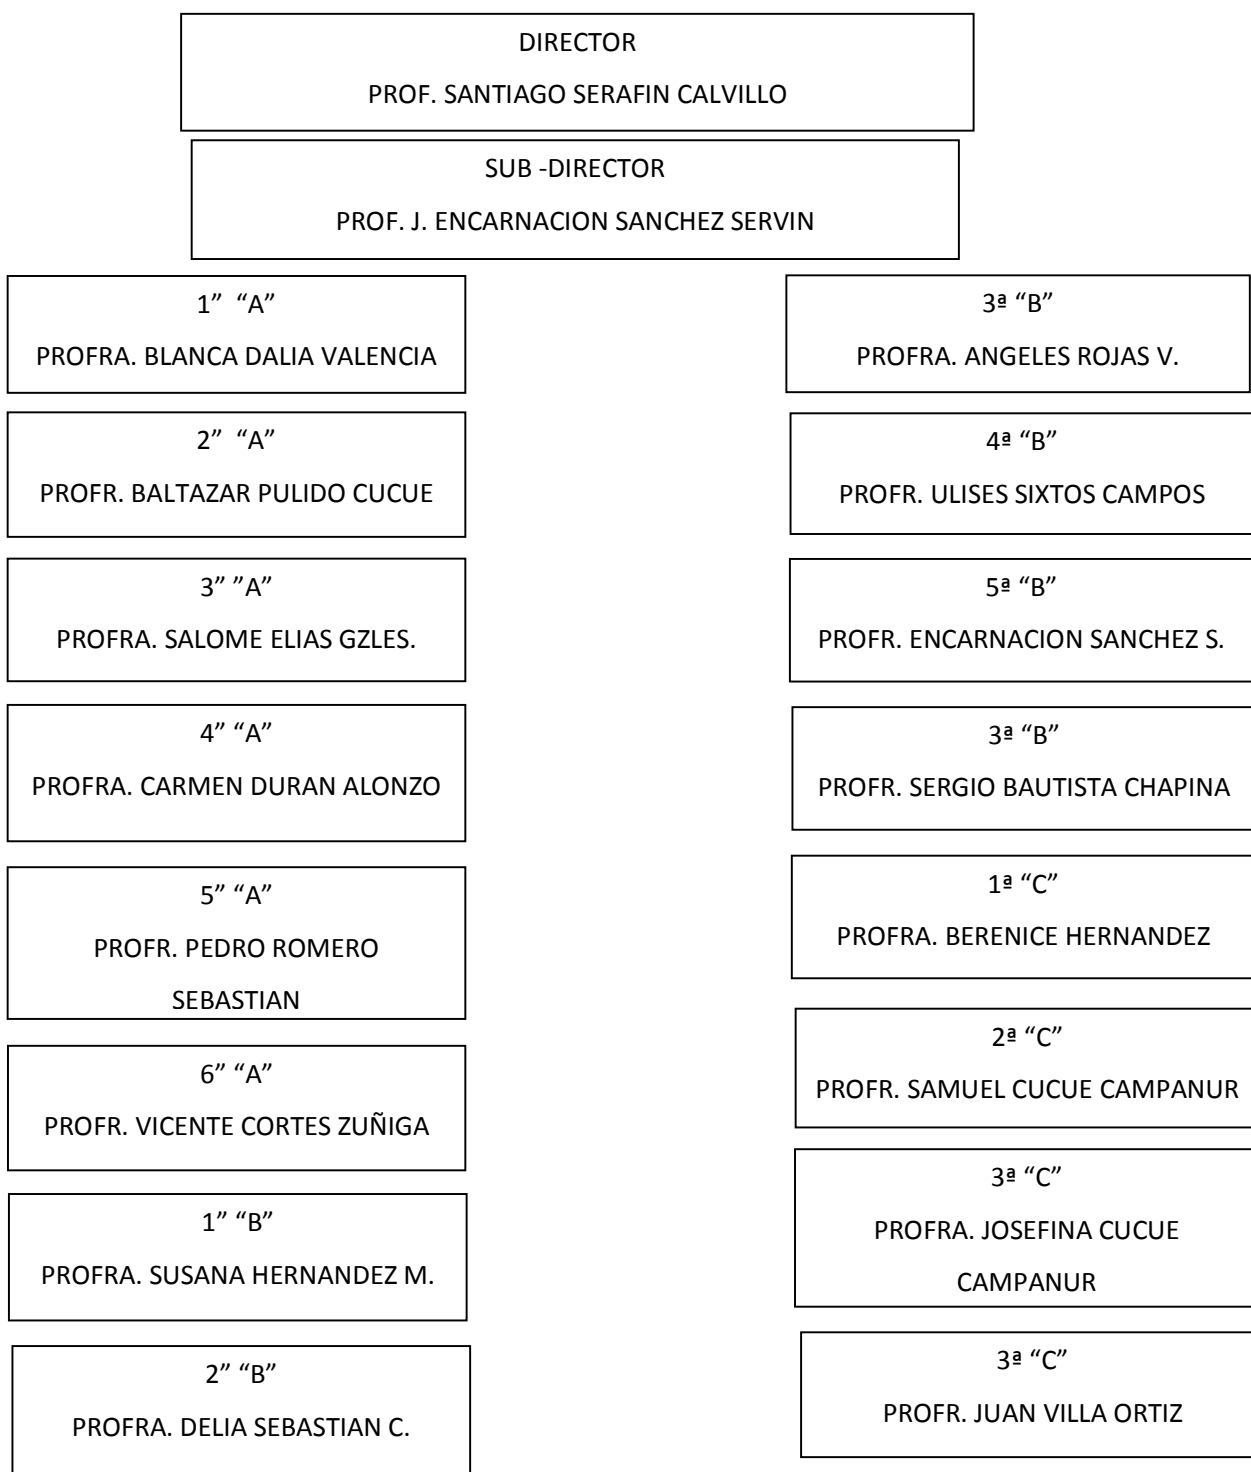 DIRECTOR
PROF. SANTIAGO SERAFIN CALVILLO
SUB -DIRECTOR
PROF. J. ENCARNACION SANCHEZ SERVIN
1” “A”
PROFRA. BLANCA DALIA VALENCIA
2” “A”
PROFR. BALTAZAR PULIDO CUCUE
3” ”A”
PROFRA. SALOME ELIAS GZLES.
4” “A”
PROFRA. CARMEN DURAN ALONZO
5” “A”
PROFR. PEDRO ROMERO
SEBASTIAN
6” “A”
PROFR. VICENTE CORTES ZUÑIGA
1” “B”
PROFRA. SUSANA HERNANDEZ M.
2” “B”
PROFRA. DELIA SEBASTIAN C.
3ª “B”
PROFRA. ANGELES ROJAS V.
4ª “B”
PROFR. ULISES SIXTOS CAMPOS
5ª “B”
PROFR. ENCARNACION SANCHEZ S.
3ª “B”
PROFR. SERGIO BAUTISTA CHAPINA
1ª “C”
PROFRA. BERENICE HERNANDEZ
2ª “C”
PROFR. SAMUEL CUCUE CAMPANUR
3ª “C”
PROFRA. JOSEFINA CUCUE
CAMPANUR
3ª “C”
PROFR. JUAN VILLA ORTIZ